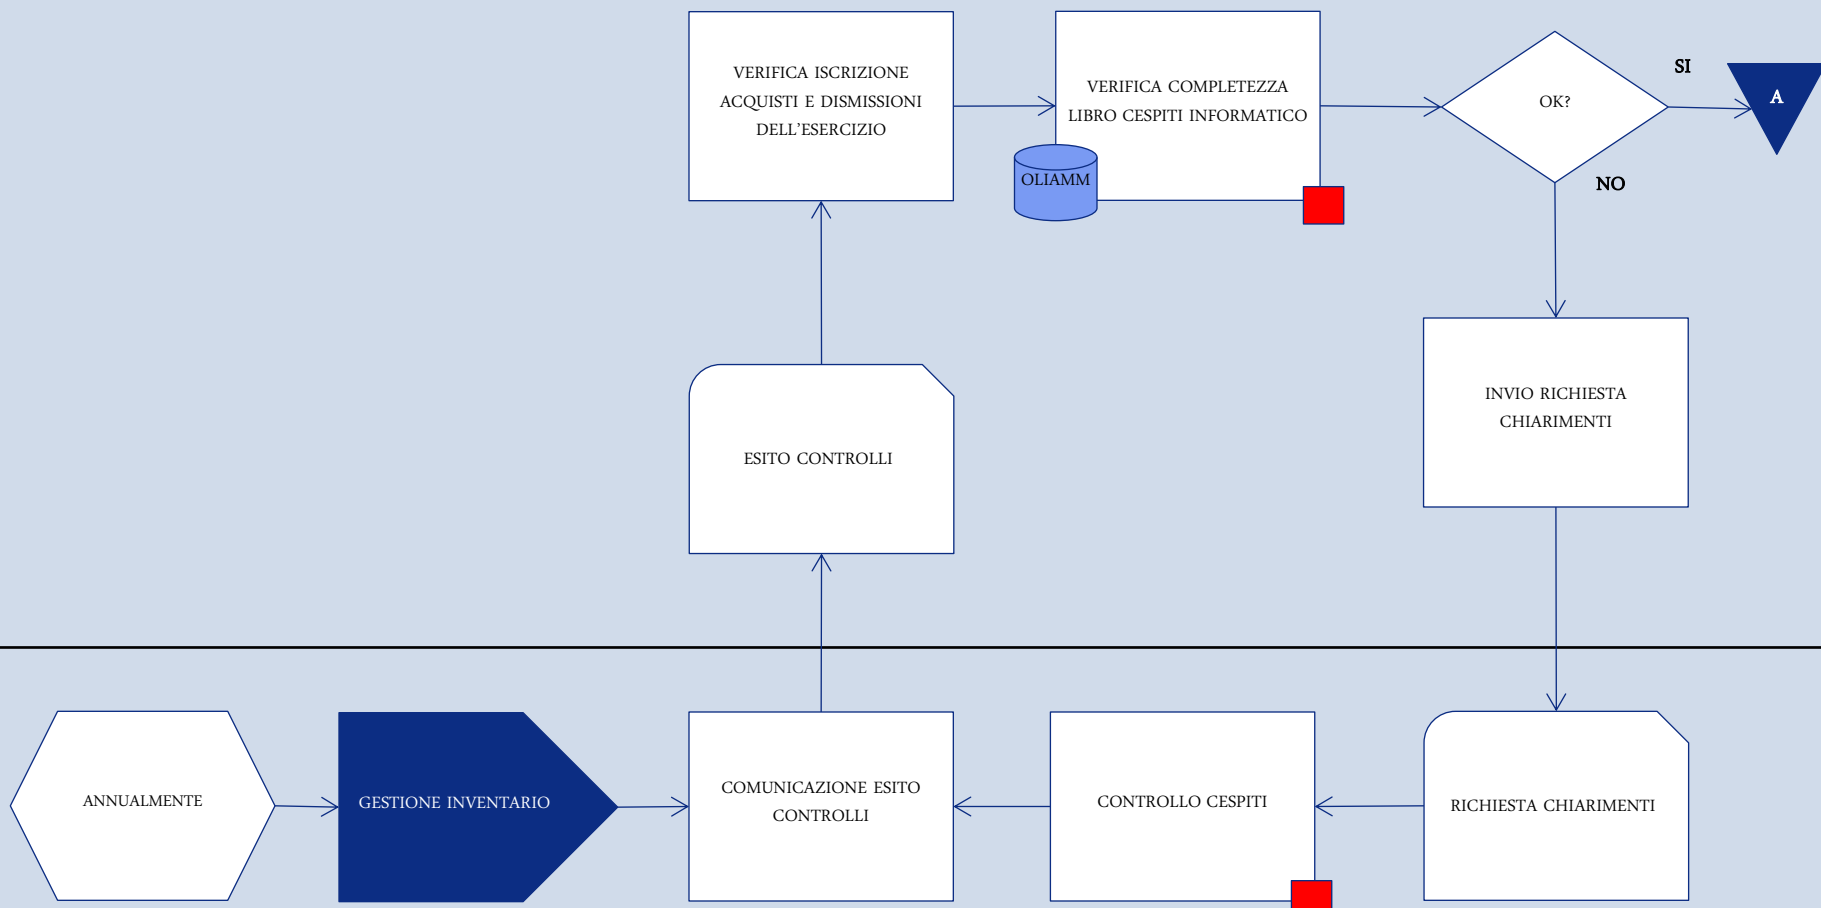 VERIFICA ISCRIZIONE
ACQUISTI E DISMISSIONI
DELL'ESERCIZIO
VERIFICA COMPLETEZZA
LIBRO CESPITI INFORMATICO
OLIAMM
OK?
SI
A
NO
INVIO RICHIESTA
CHIARIMENTI
ESITO CONTROLLI
ANNUALMENTE
GESTIONE INVENTARIO
COMUNICAZIONE ESITO
CONTROLLI
CONTROLLO CESPITI
RICHIESTA CHIARIMENTI